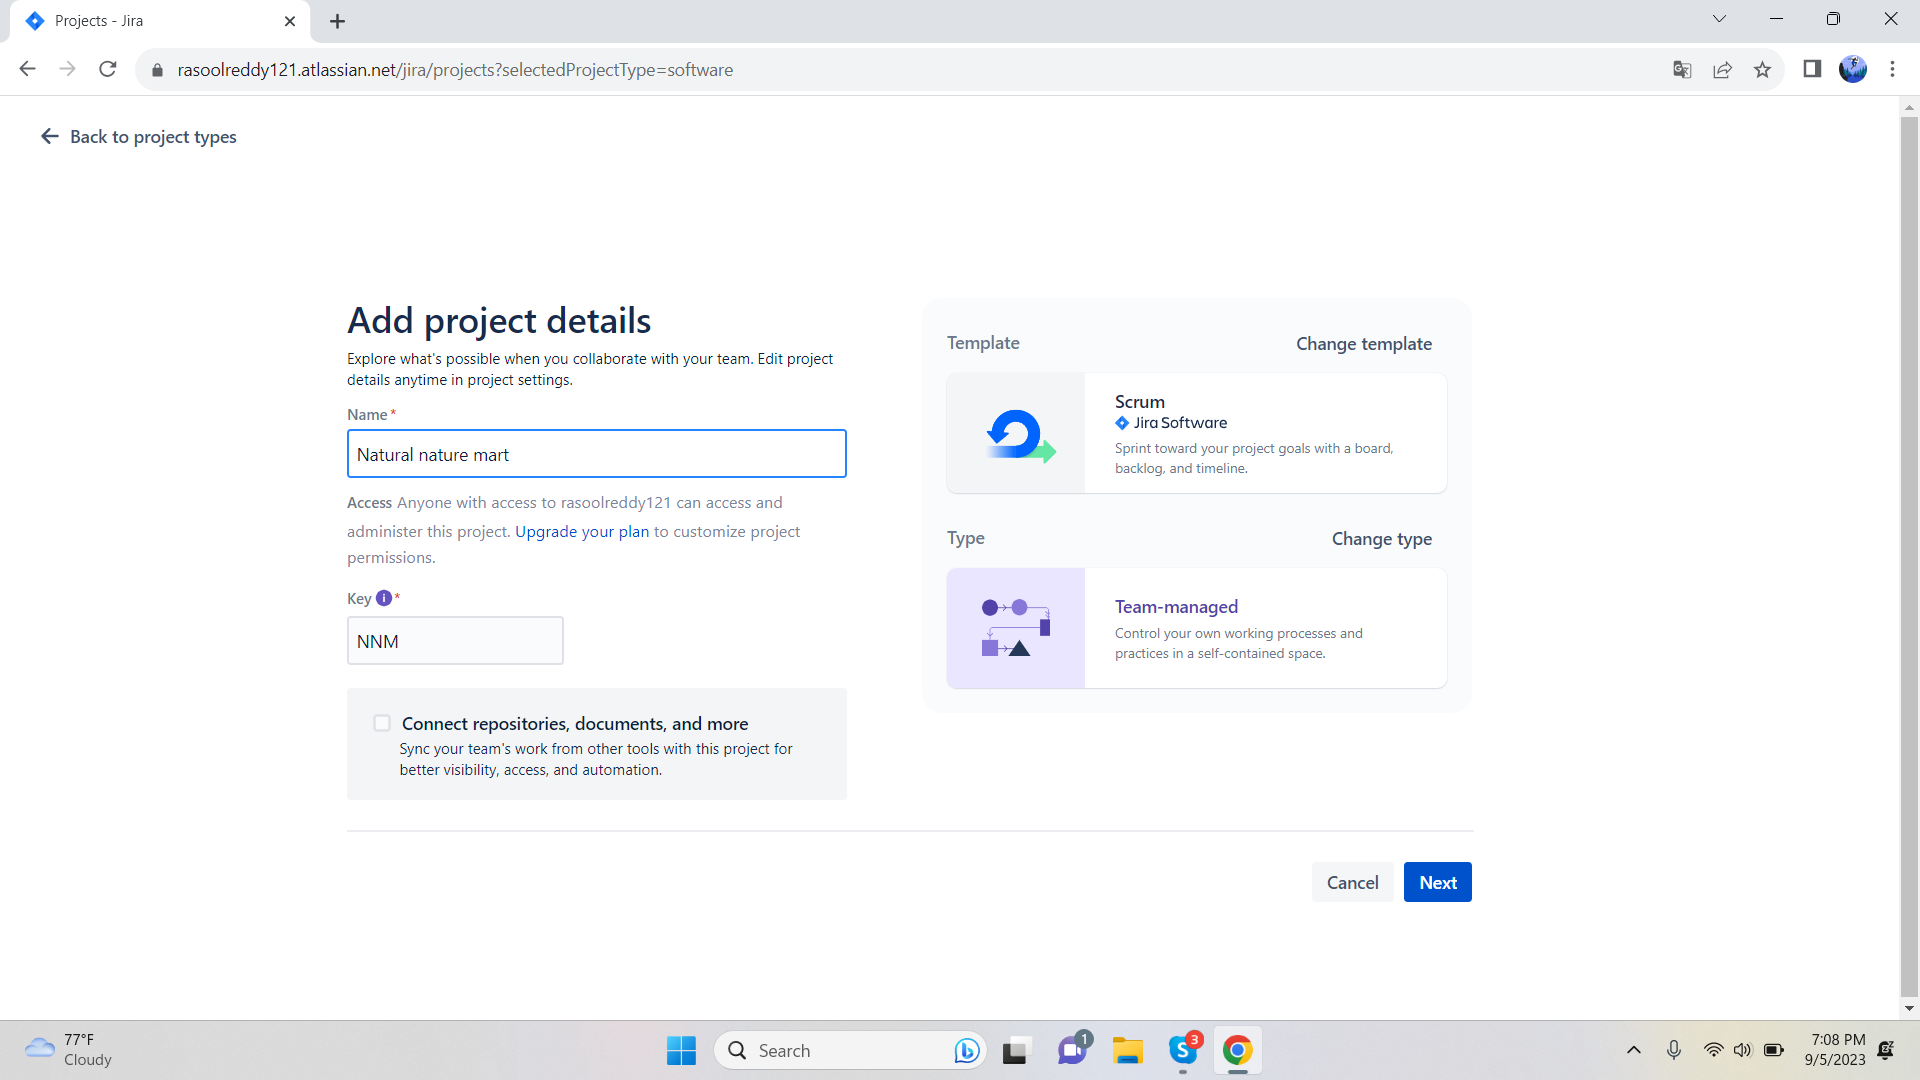 Projects - Jira
rasoolreddy121.atlassian.net/jira/projects?selectedProjectType=software
Back to project types
Add project details
Explore what's possible when you collaborate with your team. Edit project
details anytime in project settings.
Name*
Natural nature mart
Access Anyone with access to rasoolreddy121 can access and
administer this project. Upgrade your plan to customize project
permissions.
Key i *
NNM
Connect repositories, documents, and more
Sync your team's work from other tools with this project for
better visibility, access, and automation.
Template
Change template
Scrum
Jira Software
Sprint toward your project goals with a board,
backlog, and timeline.
Type
Change type
Team-managed
Control your own working processes and
practices in a self-contained space.
Cancel
Next
77°F
Cloudy
Search
1
S
3
7:08 PM
9/5/2023